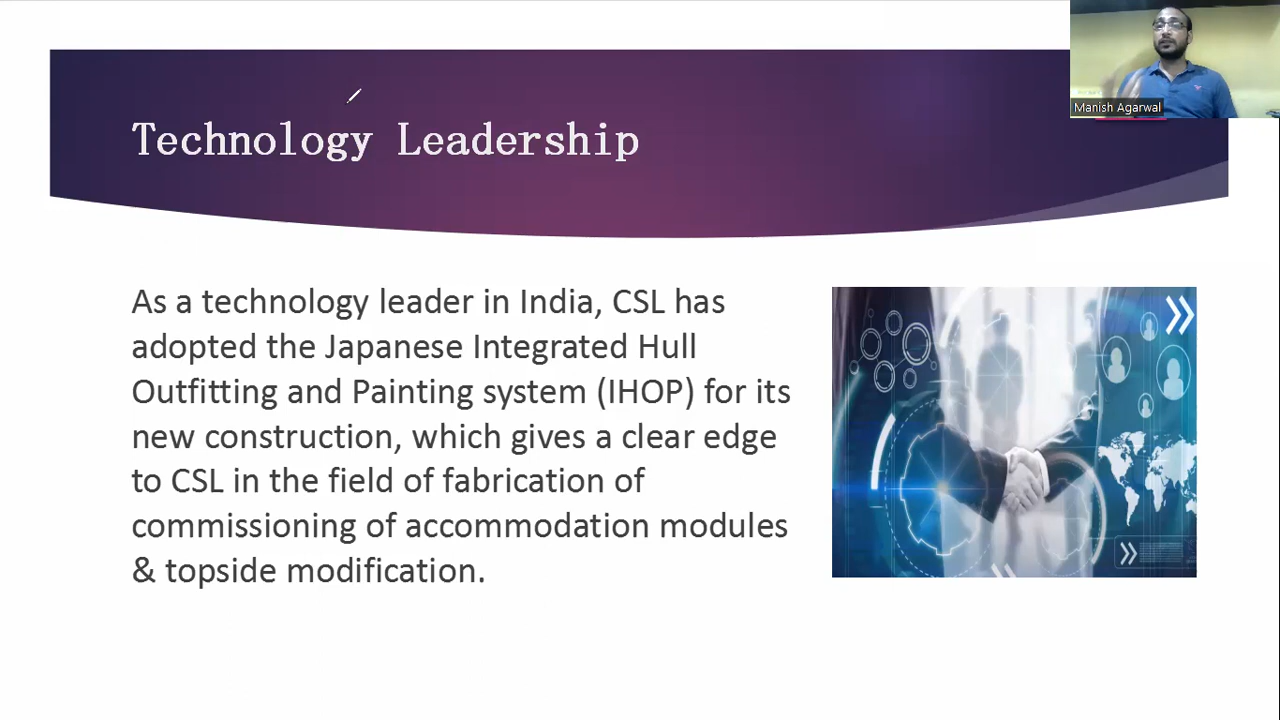 Manish Agarwal
Technology Leadership
As a technology leader in India, CSL has
adopted the Japanese Integrated Hull
Outfitting and Painting system (IHOP) for its
new construction, which gives a clear edge
to CSL in the field of fabrication of
commissioning of accommodation modules
& topside modification.